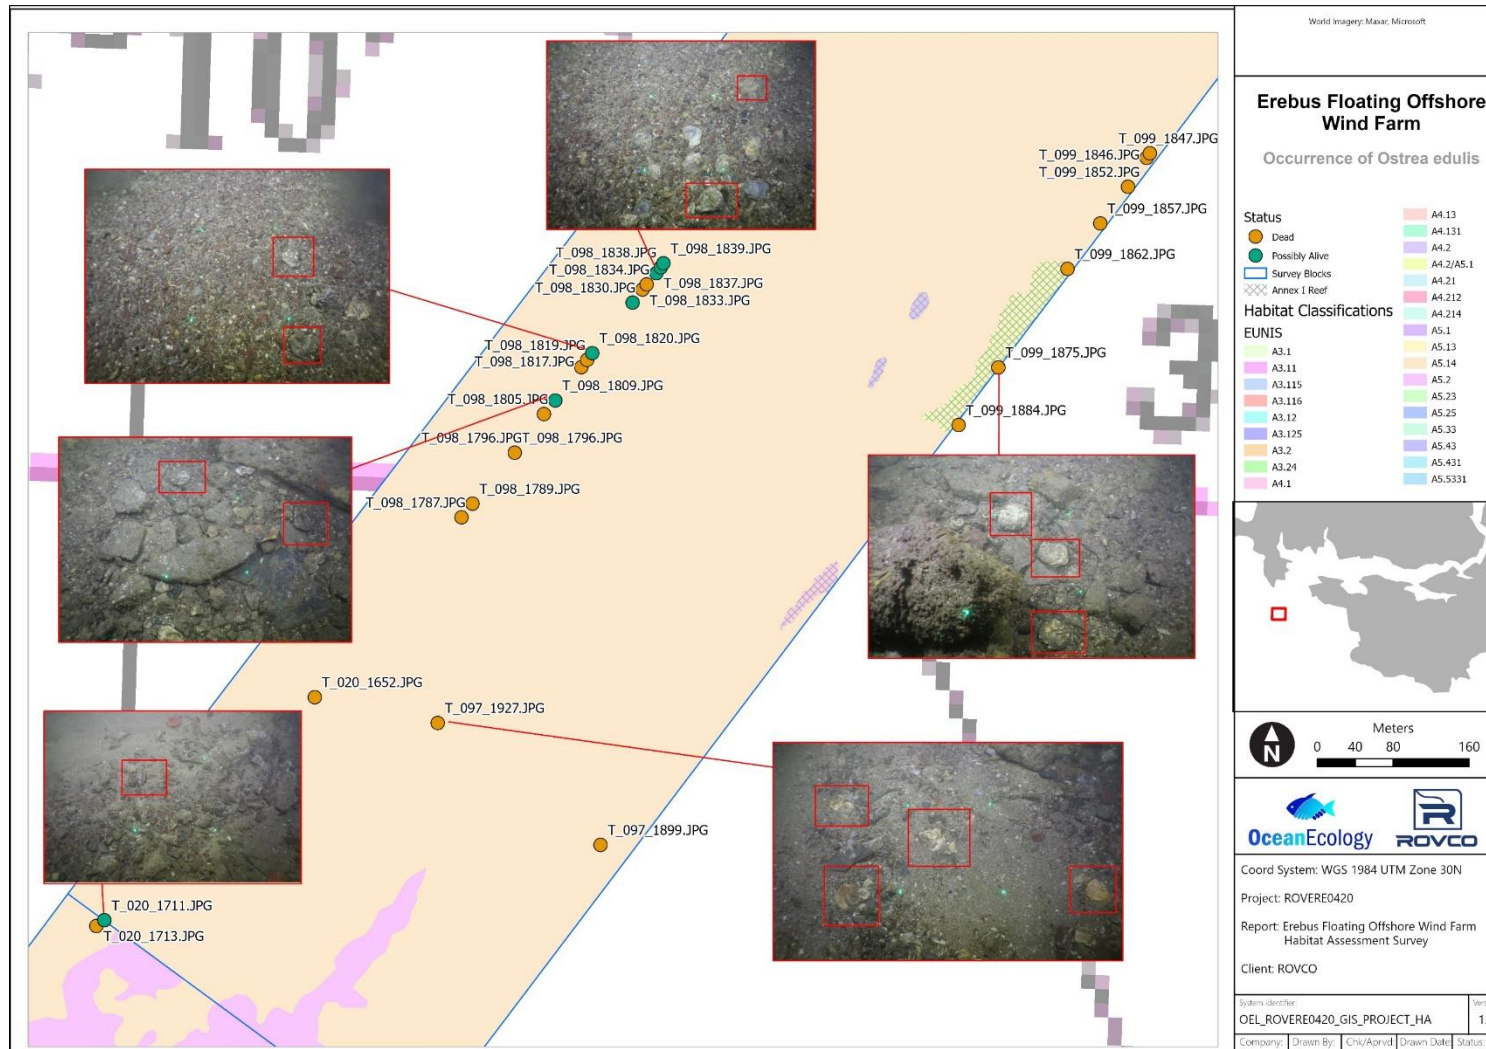 World Imagery: Maxar, Microsoft
Erebus Floating Offshore
Wind Farm
Occurrence of Ostrea edulis
Status
Dead
Possibly Alive
Survey Blocks
Annex I Reef
Habitat Classifications
EUNIS
A3.1
A3.11
A3.115
A3.116
A3.12
A3.125
A3.2
A3.24
A4.1
A4.13
A4.131
A4.2
A4.2/A5.1
A4.21
A4.212
A4.214
A5.1
A5.13
A5.14
A5.2
A5.23
A5.25
A5.33
A5.43
A5.431
A5.5331
T_099_1847.JPG
T_099_1846.JPG
T_099_1852.JPG
T_099_1857.JPG
T_099_1862.JPG
T_099_1875.JPG
T_099_1884.JPG
T_098_1838.JPG
T_098_1839.JPG
T_098_1834.JPG
T_098_1837.JPG
T_098_1830.JPG
T_098_1833.JPG
T_098_1819.JPG
T_098_1820.JPG
T_098_1817.JPG
T_098_1809.JPG
T_098_1805.JPG
T_098_1796.JPG
T_098_1796.JPG
T_098_1789.JPG
T_098_1787.JPG
T_020_1652.JPG
T_097_1927.JPG
T_097_1899.JPG
T_020_1711.JPG
T_020_1713.JPG
10
3
N
Meters
0 40 80 160
OceanEcology
R
ROVCO
Coord System: WGS 1984 UTM Zone 30N
Project: ROVERE0420
Report: Erebus Floating Offshore Wind Farm
Habitat Assessment Survey
Client: ROVCO
System Identifier
OEL_ROVERE0420_GIS_PROJECT_HA
1.
Company: Drawn By: Chk/Aprvd: Drawn Date: Status: